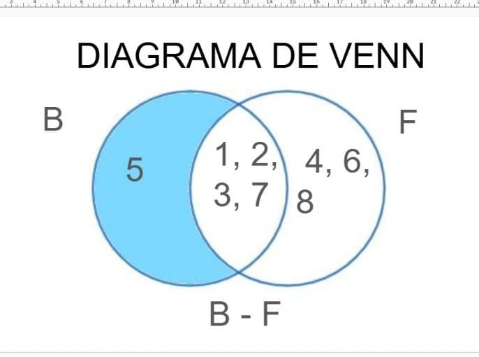 DIAGRAMA DE VENN
B
F
5
1, 2,
3, 7
4, 6,
8
B - F